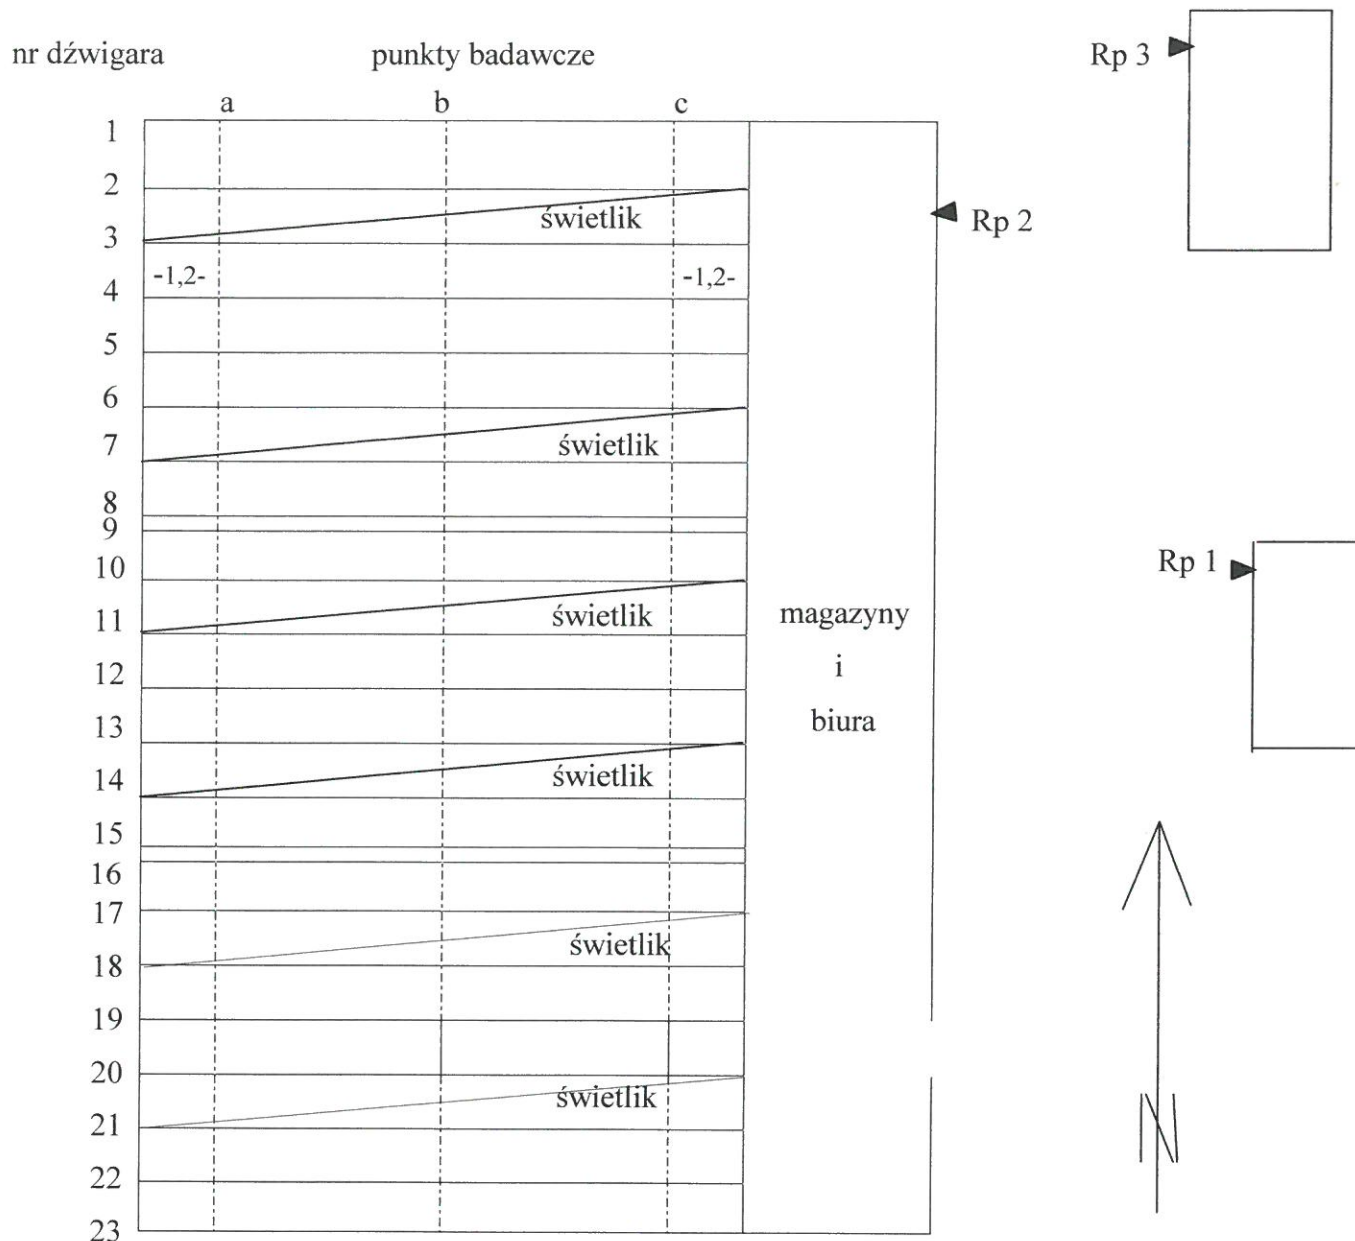 nr dźwigara punkty badawcze Rp 3
a b c
1
2
świetlik Rp 2
3
-1,2- -1,2-
4
5
6
7 świetlik
8
9
10 Rp 1
11 świetlik magazyny
12 i
13 biura
14 świetlik
15
16
17
18 świetlik
19
20
świetlik
21
22
23
N